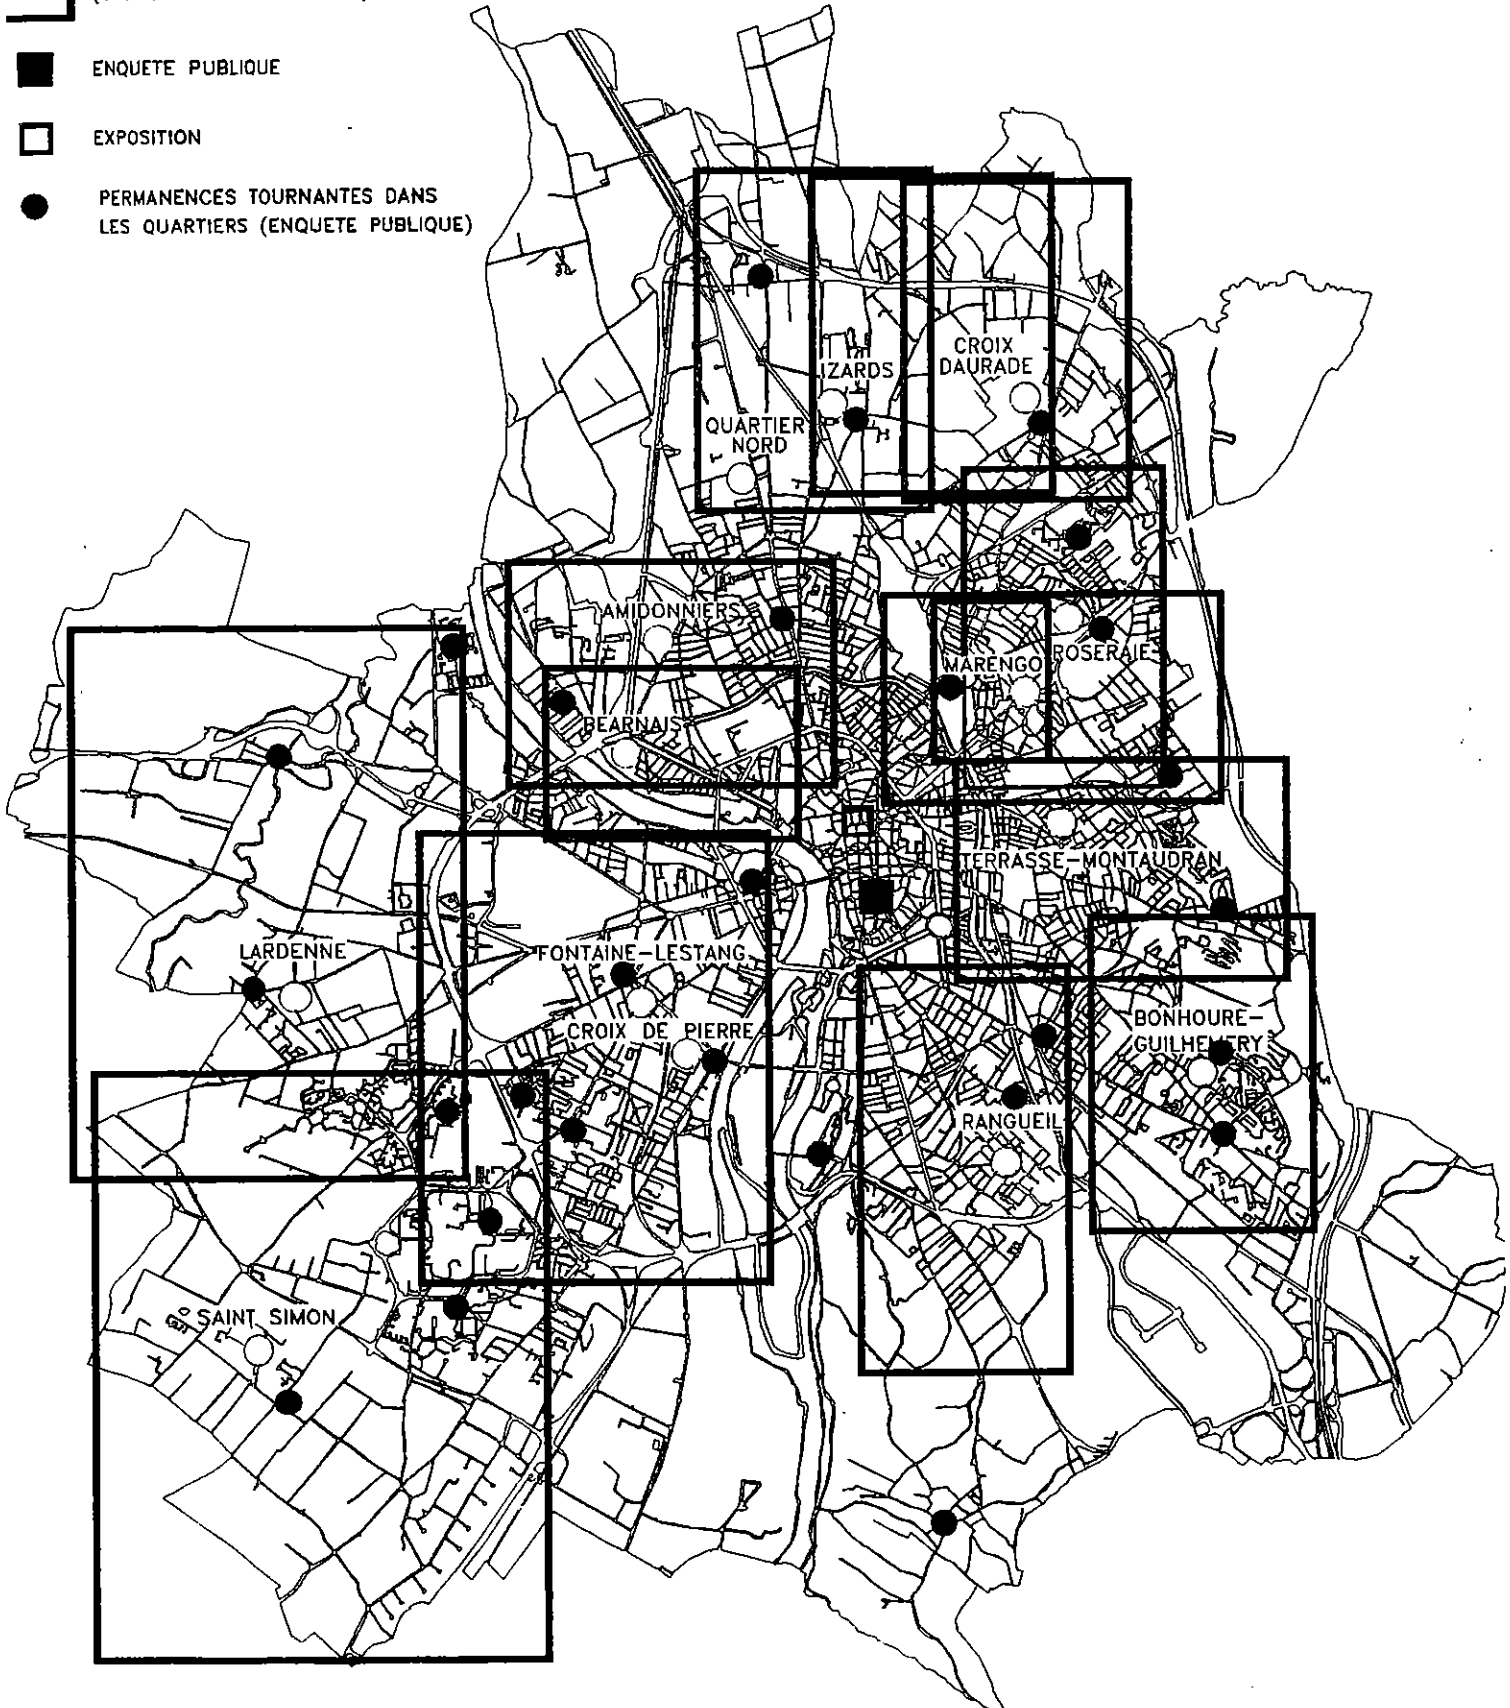 ENQUETE PUBLIQUE
EXPOSITION
PERMANENCES TOURNANTES DANS
LES QUARTIERS (ENQUETE PUBLIQUE)
CROIX
DAURADE
IZARDS
QUARTIER
NORD
AMIDONNIERS
MARENGO
ROSERAIE
BEARNAIS
TERRASSE-MONTAUDRAN
LARDENNE
FONTAINE-LESTANG
CROIX DE PIERRE
BONHOURE-
GUILHEMERY
RANGUEIL
SAINT SIMON